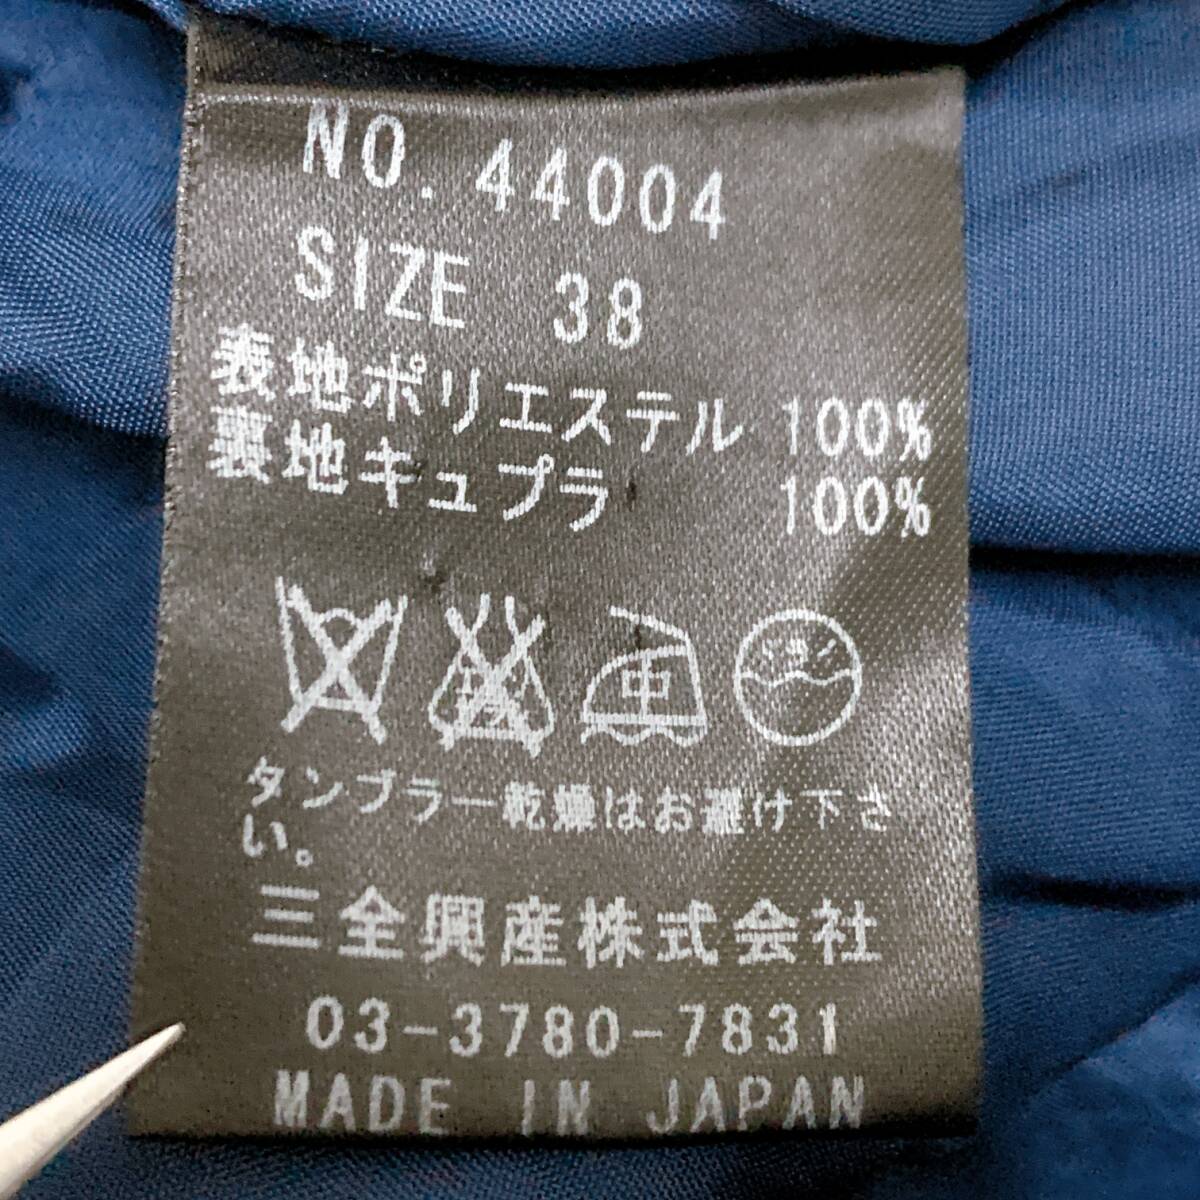 NO. 44004
SIZE 38
表地ポリエステル 100%
裏地キュプラ 100%
中
タンブラー乾燥はお避け下さ
い。
三全興産株式会社
03-3780-7831
MADE IN JAPAN